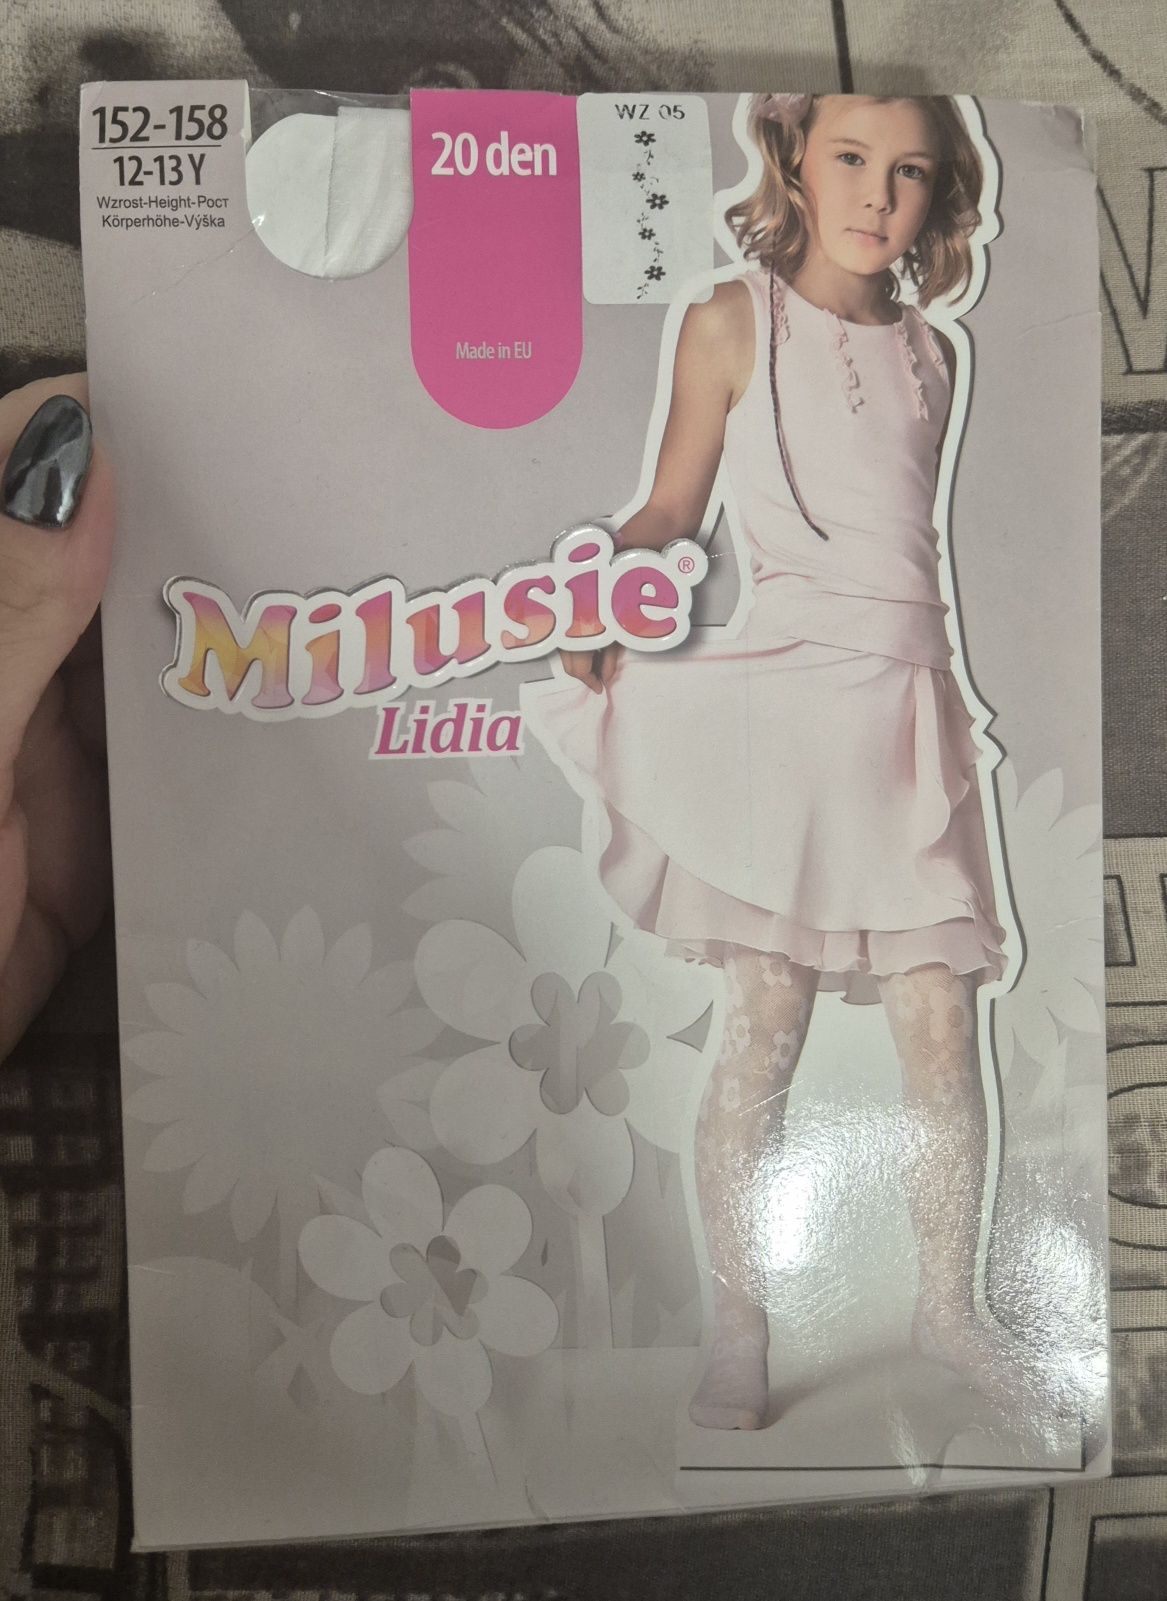 152-158
12-13 Y
Wzrost-Height-Рост
Körperhöhe-Výška
20 den
Made in EU
WZ 05
Milusie®
Lidia